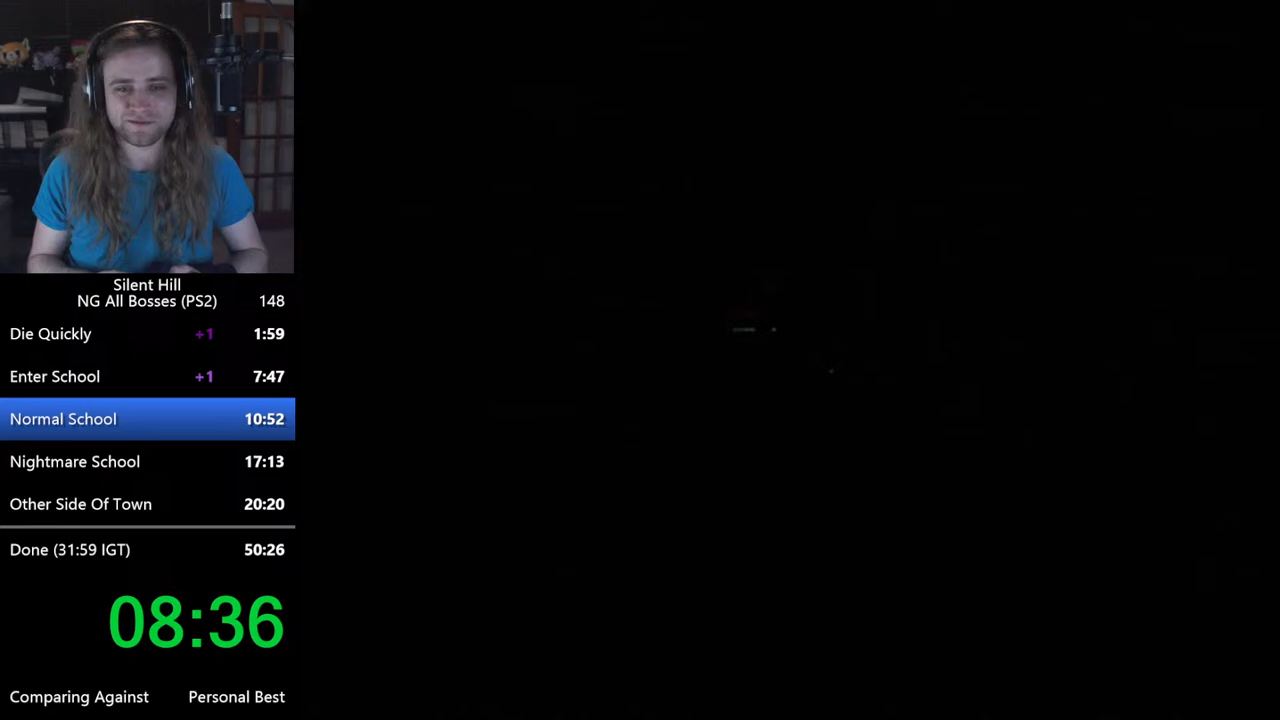 Silent Hill
NG All Bosses (PS2) 148
Die Quickly +1 1:59
Enter School +1 7:47
Normal School 10:52
Nightmare School 17:13
Other Side Of Town 20:20
Done (31:59 IGT) 50:26
08:36
Comparing Against Personal Best